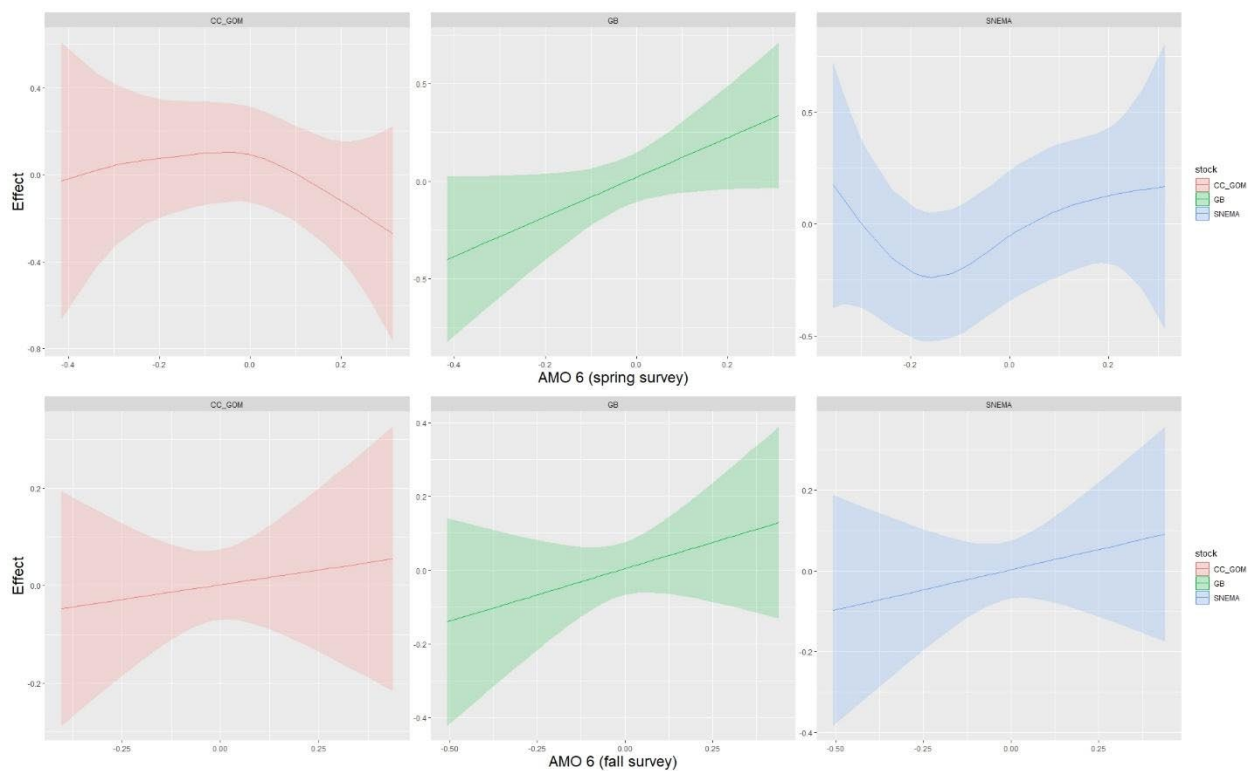 CC_GOM GB SNEMA
Effect
0.4
0.0
-0.4
-0.8
-0.4 -0.2 0.0 0.2
0.5
0.0
-0.5
-0.4 -0.2 0.0 0.2
0.5
0.0
-0.5
-0.2 0.0 0.2
AMO 6 (spring survey)
stock
CC_GOM
GB
SNEMA
CC_GOM GB SNEMA
Effect
0.2
0.0
-0.2
-0.25 0.00 0.25
0.4
0.2
0.0
-0.2
-0.4
-0.50 -0.25 0.00 0.25
0.2
0.0
-0.2
-0.4
-0.50 -0.25 0.00 0.25
AMO 6 (fall survey)
stock
CC_GOM
GB
SNEMA